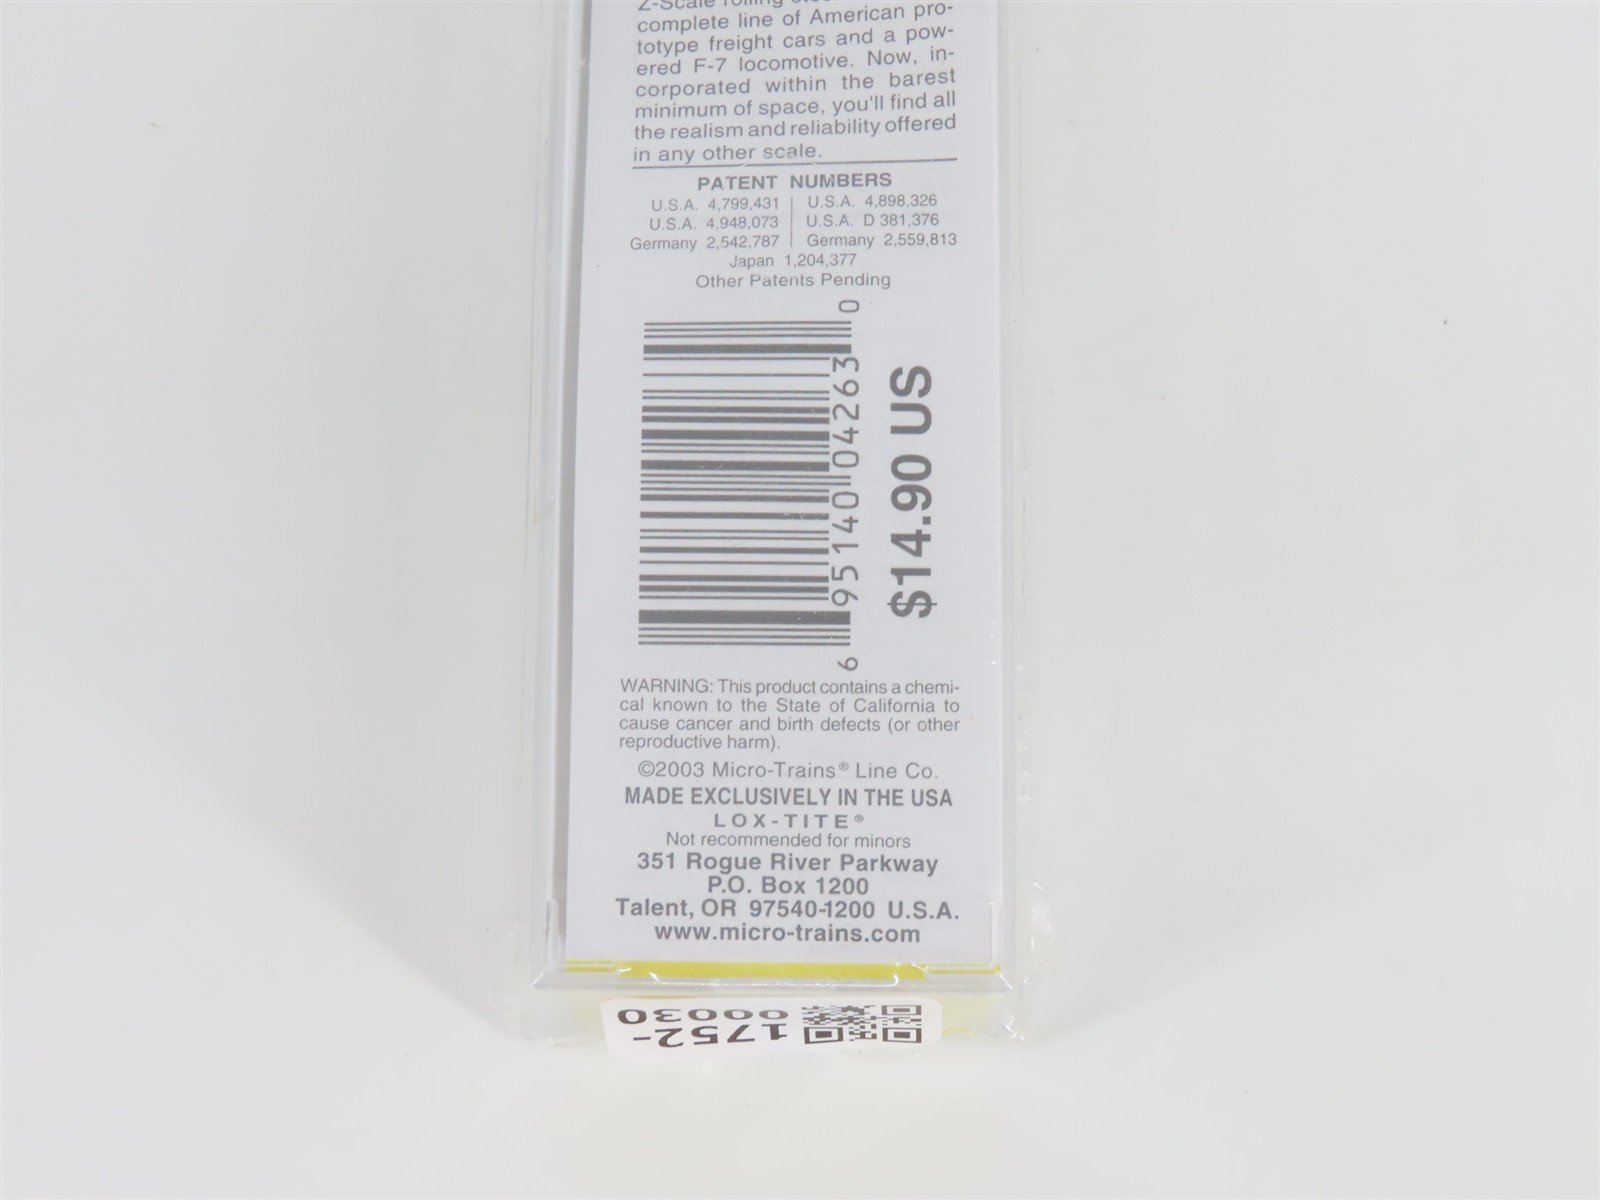 Z-Scale rolling
complete line of American pro-
totype freight cars and a pow-
ered F-7 locomotive. Now, in-
corporated within the barest
minimum of space, you'll find all
the realism and reliability offered
in any other scale.
PATENT NUMBERS
U.S.A. 4,799,431 U.S.A. 4,898,326
U.S.A. 4,948,073 U.S.A. D 381,376
Germany 2,542,787 Germany 2,559,813
Japan 1,204,377
Other Patents Pending
6 95140 04263 0
$14.90 US
WARNING: This product contains a chemi-
cal known to the State of California to
cause cancer and birth defects (or other
reproductive harm).
©2003 Micro-Trains® Line Co.
MADE EXCLUSIVELY IN THE USA
LOX-TITE®
Not recommended for minors
351 Rogue River Parkway
P.O. Box 1200
Talent, OR 97540-1200 U.S.A.
www.micro-trains.com
1752-
00030